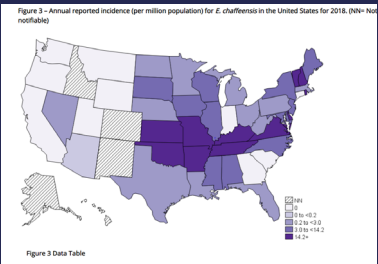 Figure 3 – Annual reported incidence (per million population) for E. chaffeensis in the United States for 2018. (NN= Not
notifiable)
NN
0
0 to <0.2
0.2 to <3.0
3.0 to <14.2
14.2+
Figure 3 Data Table